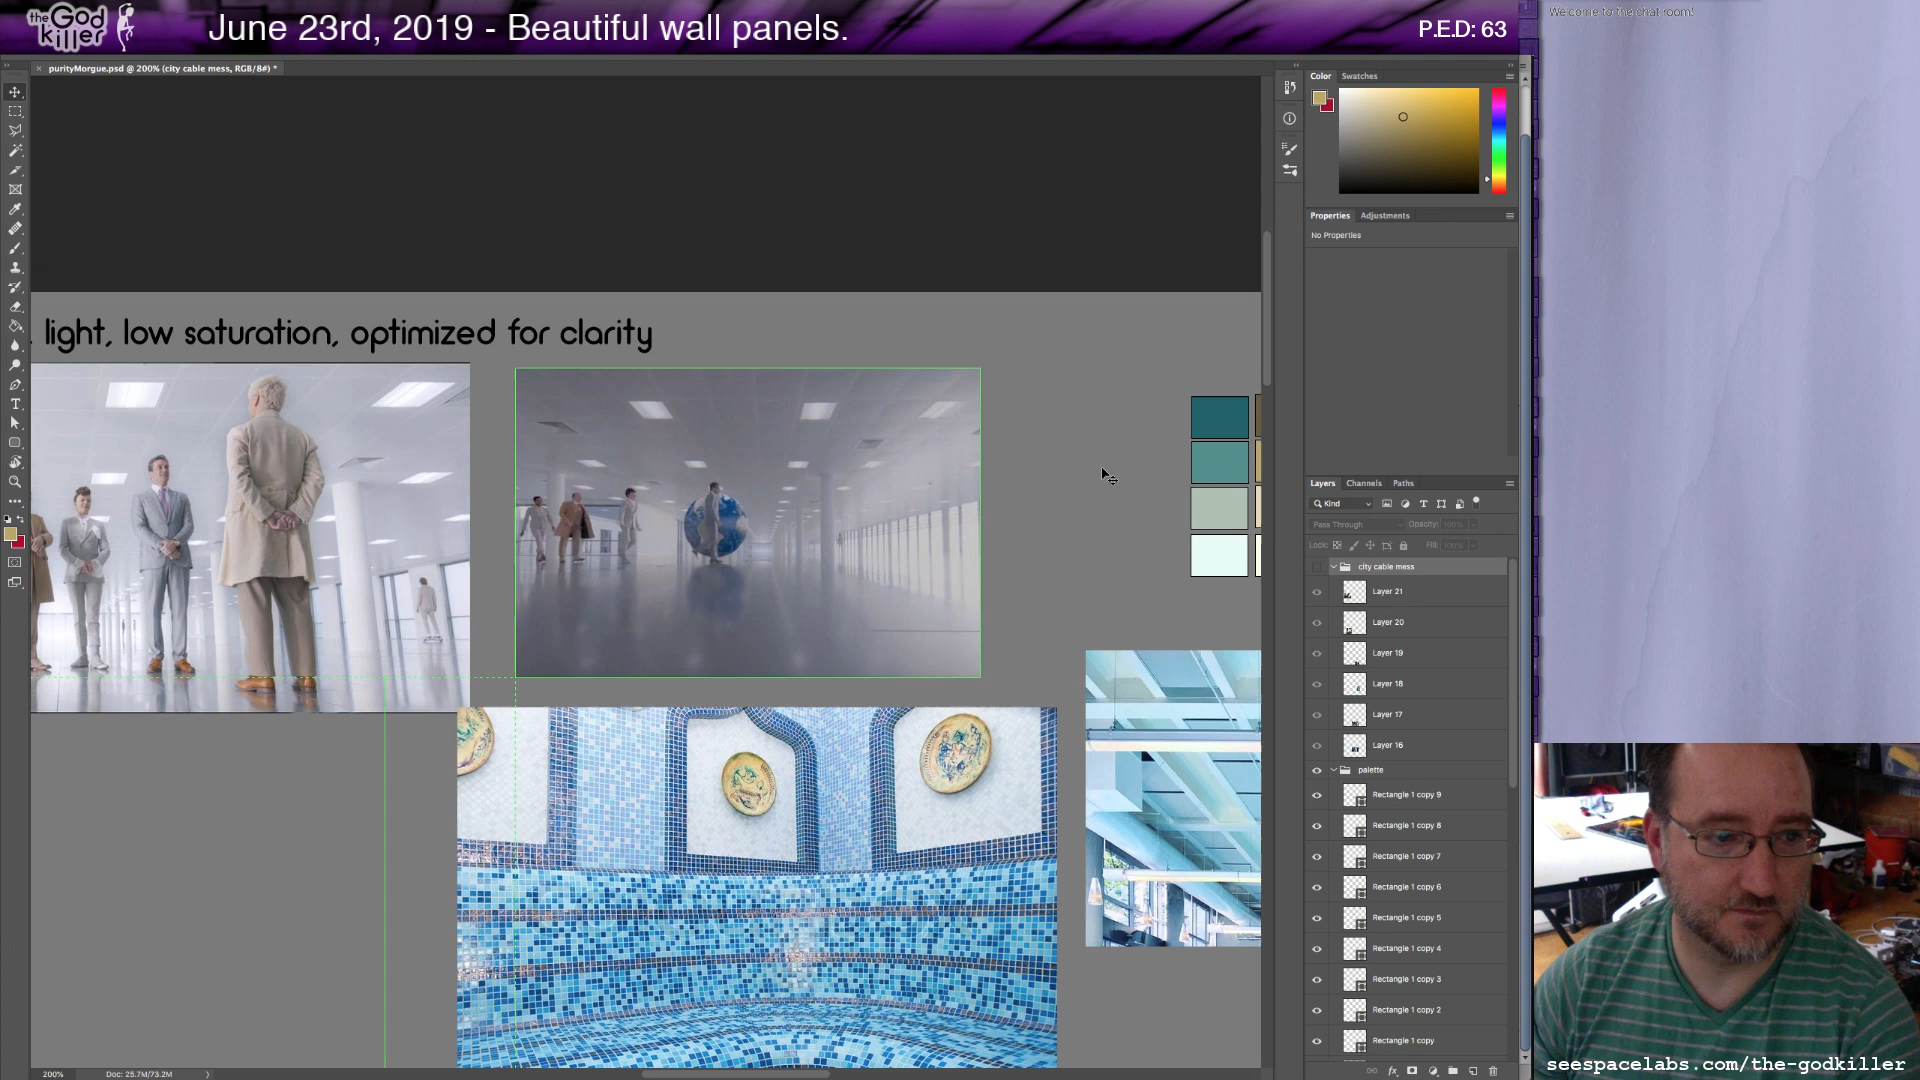 the God killer
June 23rd, 2019 - Beautiful wall panels.
P.E.D: 63
Welcome to the chat room!
purityMorgue.psd @ 200% (city cable mess, RGB/8#) *
Color
Swatches
Properties
Adjustments
No Properties
light, low saturation, optimized for clarity
Layers
Channels
Paths
Kind
Pass Through
Opacity: 100%
Lock:
Fill: 100%
city cable mess
Layer 21
Layer 20
Layer 19
Layer 18
Layer 17
Layer 16
palette
Rectangle 1 copy 9
Rectangle 1 copy 8
Rectangle 1 copy 7
Rectangle 1 copy 6
Rectangle 1 copy 5
Rectangle 1 copy 4
Rectangle 1 copy 3
Rectangle 1 copy 2
Rectangle 1 copy
200%
Doc: 25.7M/73.2M
seespacelabs.com/the-godkiller